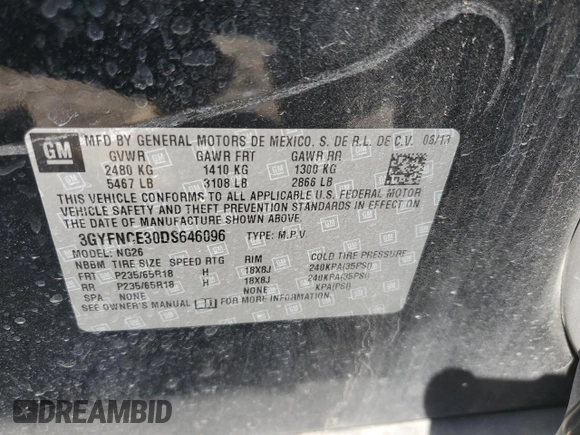 GM
MFD BY GENERAL MOTORS DE MEXICO. S. DE R.L. DE C.V. 08/13
GVWR GAWR FRT GAWR RR
2480 KG 1410 KG 1300 KG
5467 LB 3108 LB 2866 LB
THIS VEHICLE CONFORMS TO ALL APPLICABLE U.S. FEDERAL MOTOR
VEHICLE SAFETY AND THEFT PREVENTION STANDARDS IN EFFECT ON
THE DATE OF MANUFACTURE SHOWN ABOVE.
3GYFNCE30DS646096 TYPE: M.P.V
MODEL: NG26
NBBM TIRE SIZE SPEED RTG RIM COLD TIRE PRESSURE
FRT P235/65R18 H 18X8J 240KPA(35PSI)
RR P235/65R18 H 18X8J 240KPA(35PSI)
SPA NONE NONE KPA(PSI)
SEE OWNER'S MANUAL FOR MORE INFORMATION.
DREAMBID